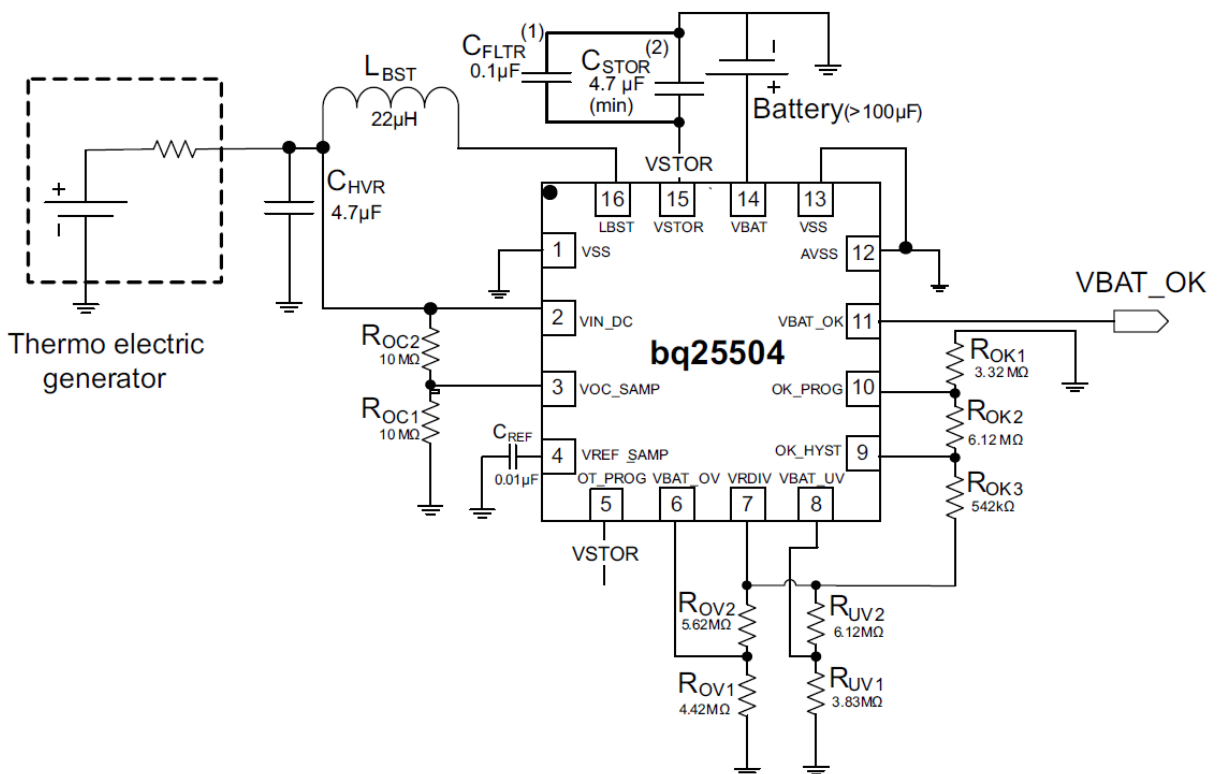 CFLTR (1)
0.1µF
CSTOR (2)
4.7 µF
(min)
LBST
22µH
Battery(>100µF)
+
-
VSTOR
CHVR
4.7µF
+
-
Thermo electric
generator
16
15
14
13
LBST
VSTOR
VBAT
VSS
1
VSS
AVSS
12
2
VIN_DC
VBAT_OK
11
VBAT_OK
bq25504
3
VOC_SAMP
OK_PROG
10
4
VREF_SAMP
OK_HYST
9
OT_PROG
VBAT_OV
VRDIV
VBAT_UV
5
6
7
8
ROC2
10 MΩ
ROC1
10 MΩ
CREF
0.01µF
VSTOR
ROK1
3.32 MΩ
ROK2
6.12 MΩ
ROK3
542kΩ
ROV2
5.62MΩ
RUV2
6.12MΩ
ROV1
4.42MΩ
RUV1
3.83MΩ